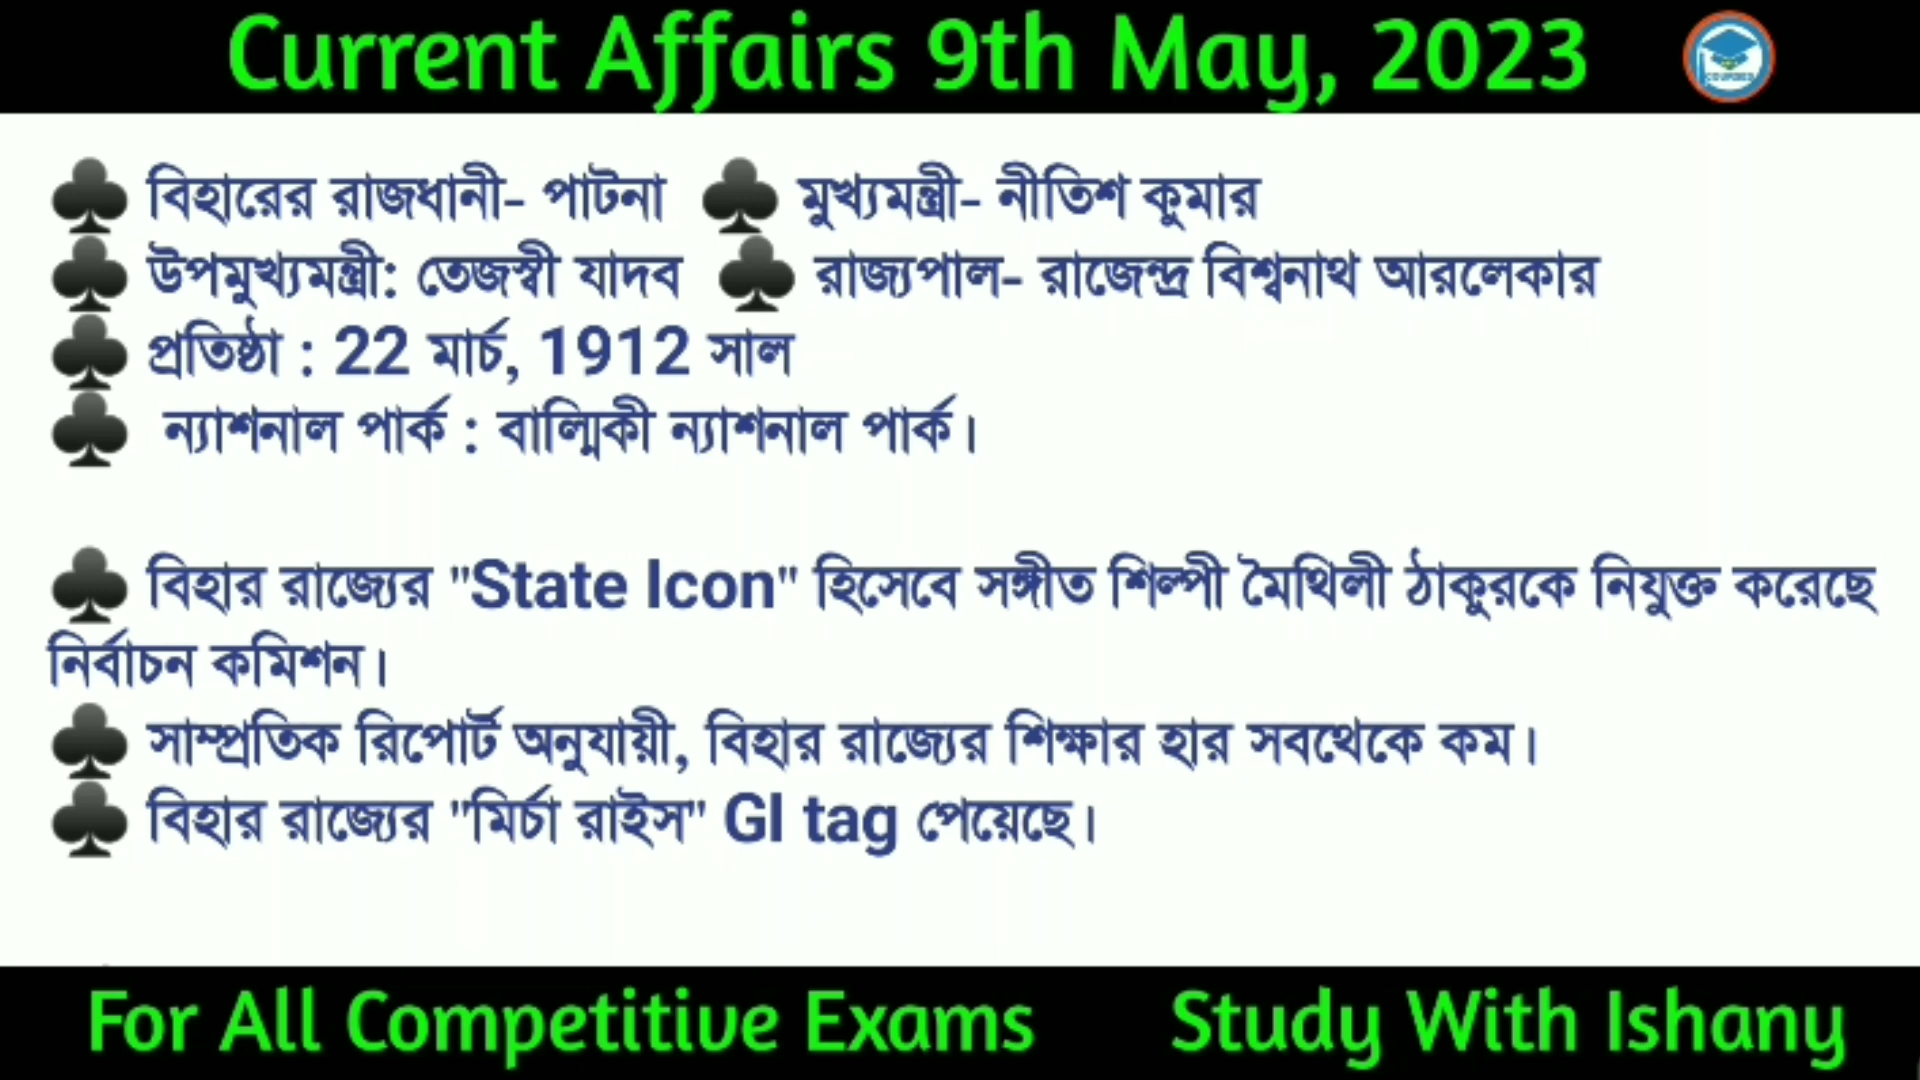 Current Affairs 9th May, 2023
COURSES
♣ বিহারের রাজধানী- পাটনা ♣ মুখ্যমন্ত্রী- নীতিশ কুমার
♣ উপমুখ্যমন্ত্রী: তেজস্বী যাদব ♣ রাজ্যপাল- রাজেন্দ্র বিশ্বনাথ আরলেকার
♣ প্রতিষ্ঠা : 22 মার্চ, 1912 সাল
♣ ন্যাশনাল পার্ক : বাল্মিকী ন্যাশনাল পার্ক।
♣ বিহার রাজ্যের "State Icon" হিসেবে সঙ্গীত শিল্পী মৈথিলী ঠাকুরকে নিযুক্ত করেছে
নির্বাচন কমিশন।
♣ সাম্প্রতিক রিপোর্ট অনুযায়ী, বিহার রাজ্যের শিক্ষার হার সবথেকে কম।
♣ বিহার রাজ্যের "মির্চা রাইস" GI tag পেয়েছে।
For All Competitive Exams Study With Ishany